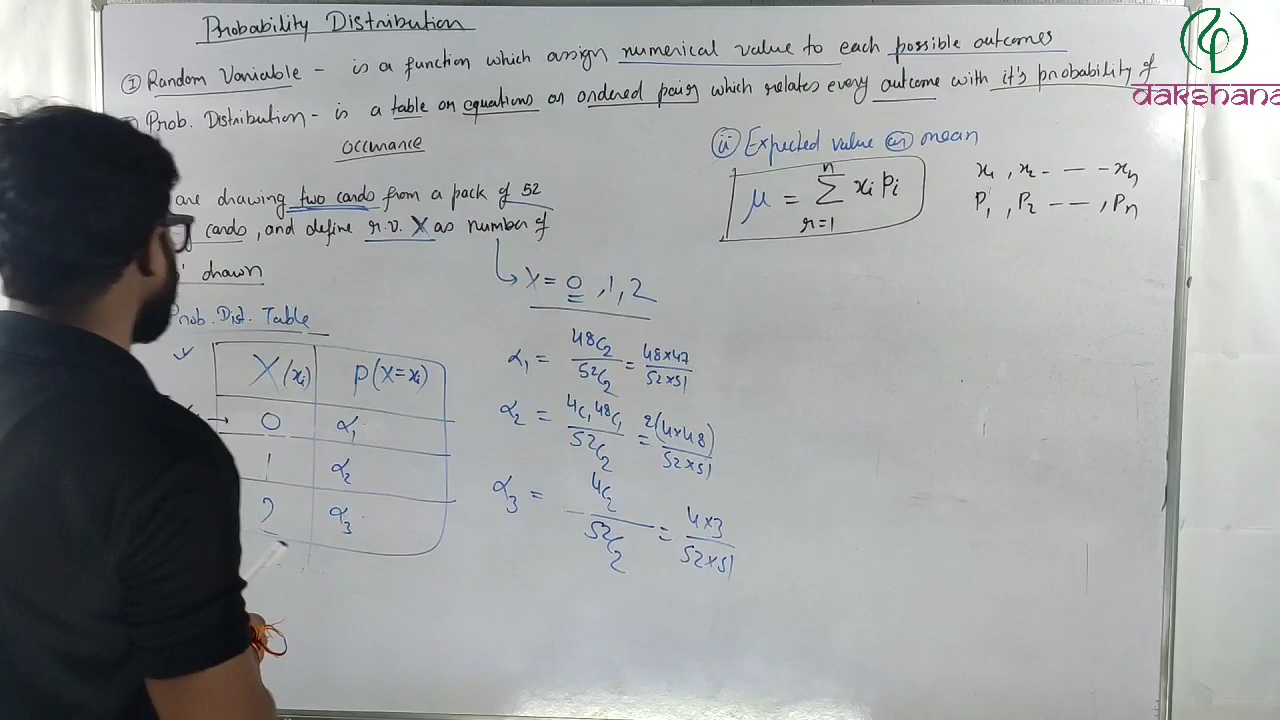 Probability Distribution
① Random Variable - is a function which assign numerical value to each possible outcomes
Prob. Distribution - is a table or equations or ordered pairs which relates every outcome with it's probability of
occurance
dakshana
are drawing two cards from a pack of 52
cards, and define r.v. X as number of
drawn
X = 0, 1, 2
Prob. Dist. Table
X(xi) P(X=xi)
0 α1
1 α2
2 α3
α1 = 48C2 / 52C2 = 48×47 / 52×51
α2 = 4C1 48C1 / 52C2 = 2(4×48) / 52×51
α3 = 4C2 / 52C2 = 4×3 / 52×51
ⅱ Expected value or mean
μ = n Σ r=1 xi Pi
x1, x2 - — - xn
P1, P2 — —, Pn